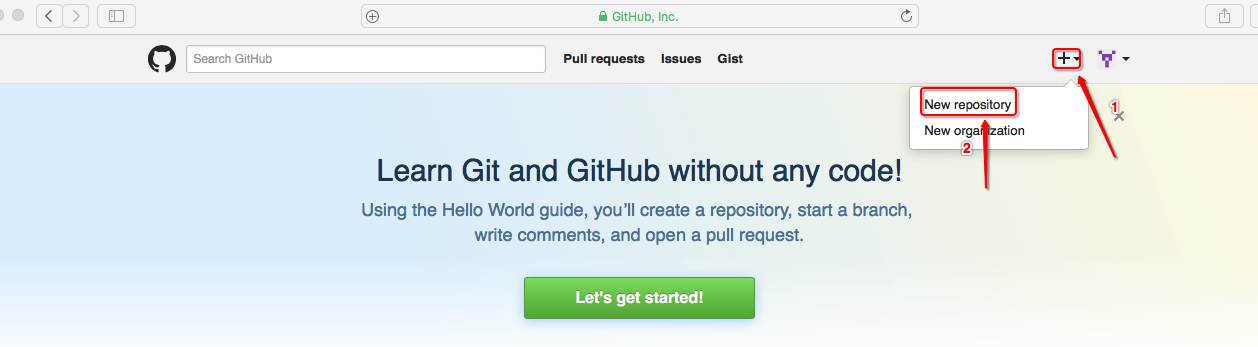 GitHub, Inc.
Search GitHub
Pull requests
Issues
Gist
New repository
1
New organization
2
Learn Git and GitHub without any code!
Using the Hello World guide, you’ll create a repository, start a branch,
write comments, and open a pull request.
Let's get started!